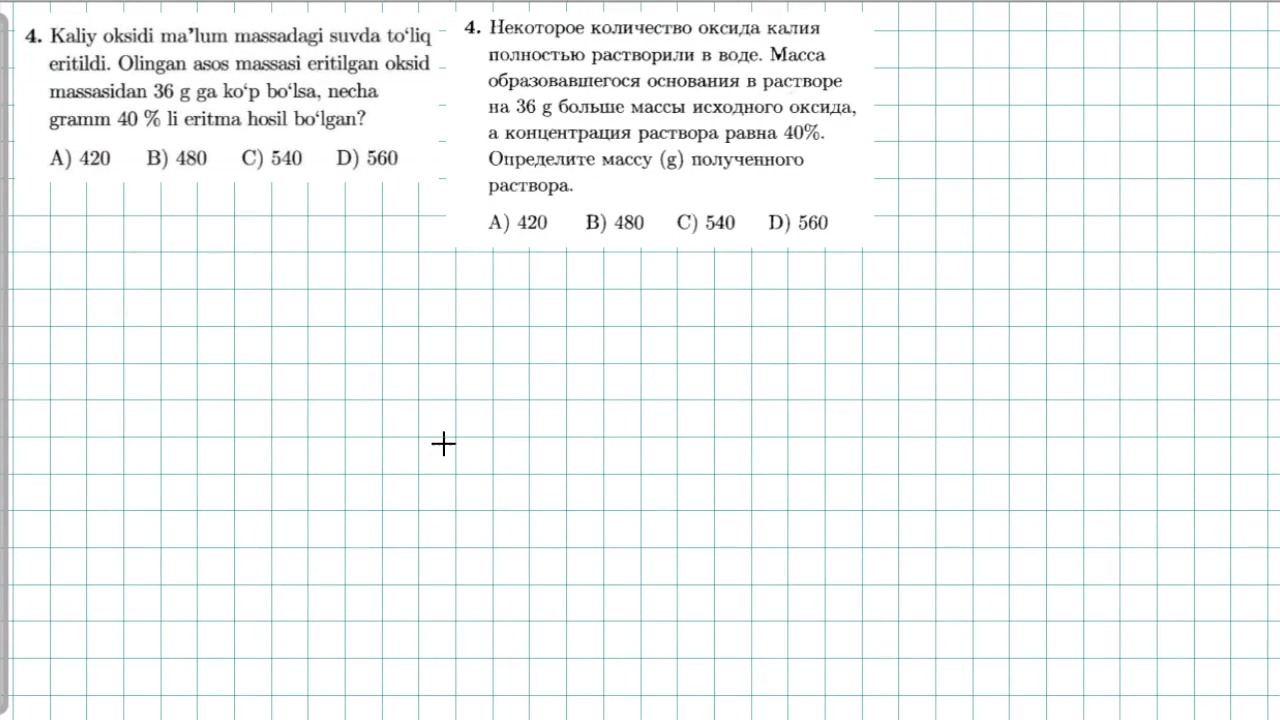 4. Kaliy oksidi ma’lum massadagi suvda to‘liq
eritildi. Olingan asos massasi eritilgan oksid
massasidan 36 g ga ko‘p bo‘lsa, necha
gramm 40 % li eritma hosil bo‘lgan?
A) 420 B) 480 C) 540 D) 560
4. Некоторое количество оксида калия
полностью растворили в воде. Масса
образовавшегося основания в растворе
на 36 g больше массы исходного оксида,
а концентрация раствора равна 40%.
Определите массу (g) полученного
раствора.
A) 420 B) 480 C) 540 D) 560